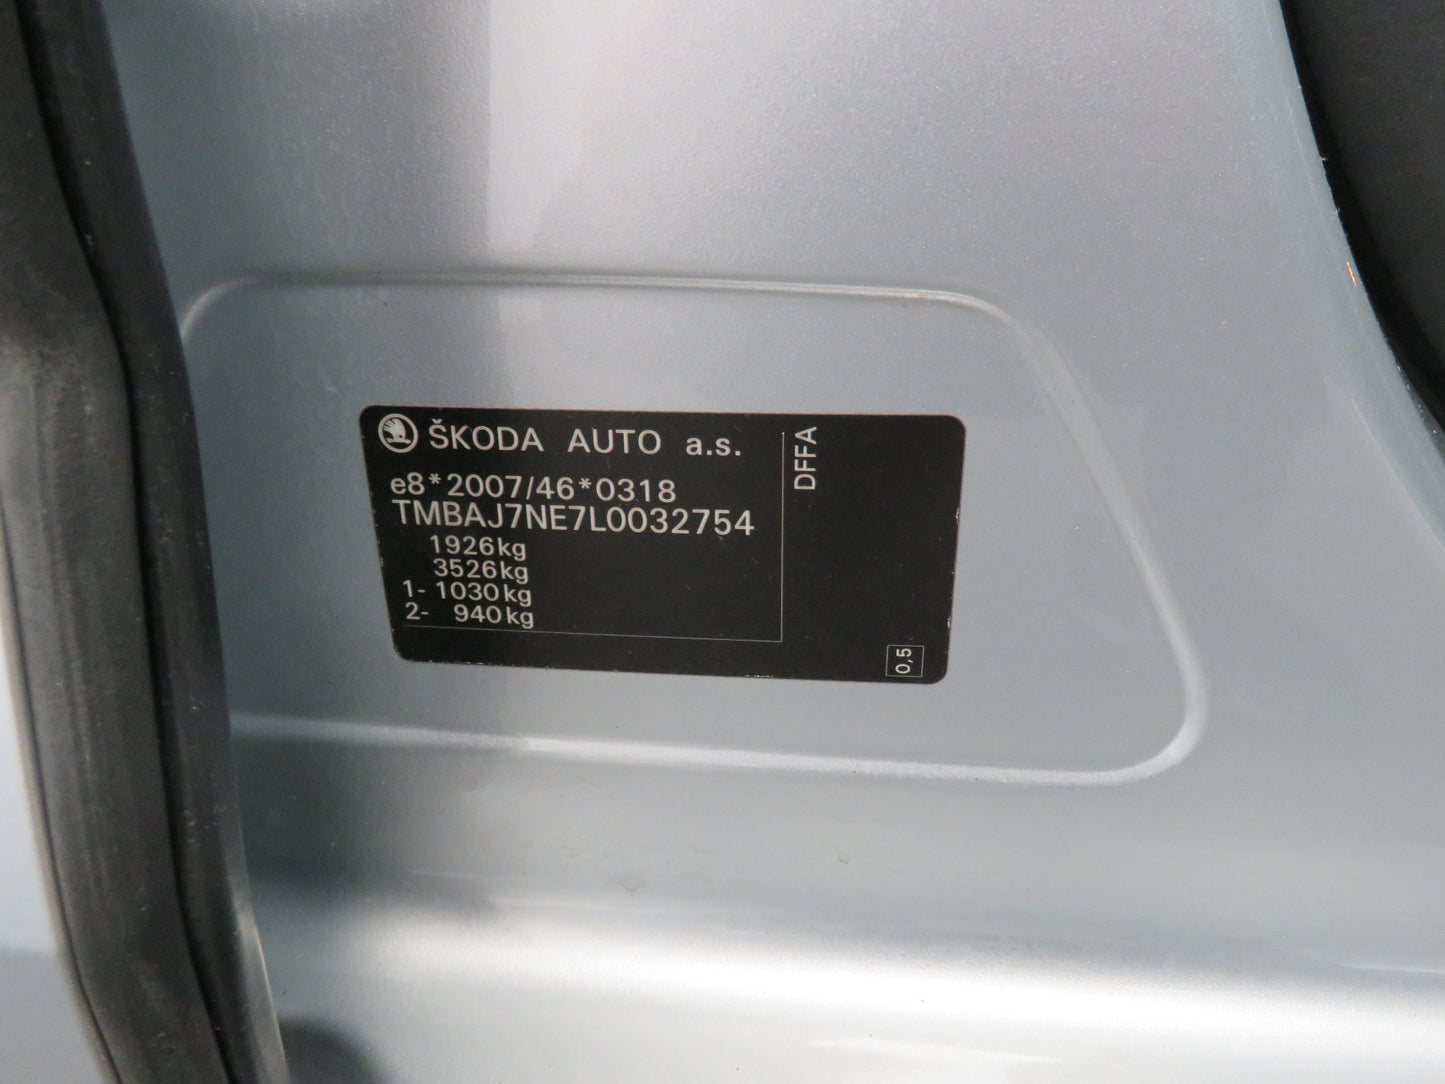 ŠKODA AUTO a.s.
e8*2007/46*0318
TMBAJ7NE7L0032754
1926kg
3526kg
1- 1030kg
2- 940kg
DFFA
0,5